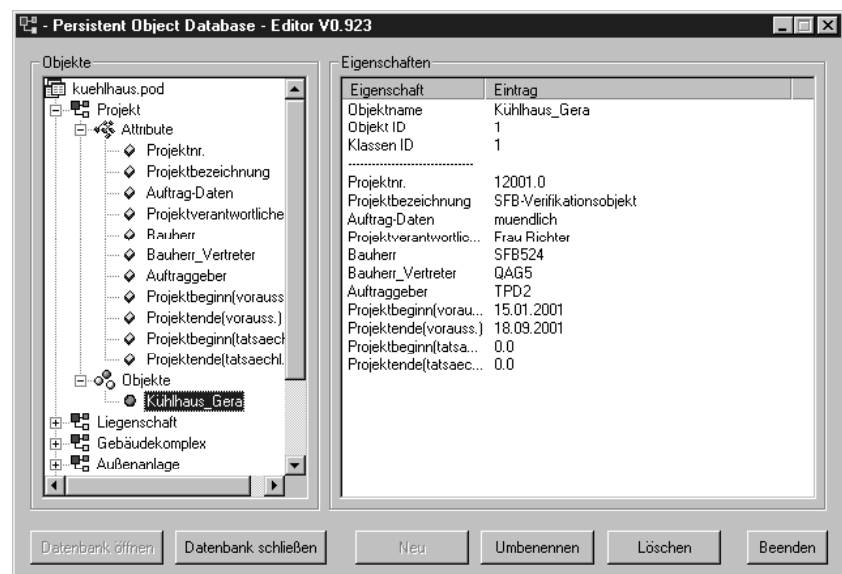 - Persistent Object Database - Editor V0.923
Objekte
kuehlhaus.pod
Projekt
Attribute
Projektnr.
Projektbezeichnung
Auftrag-Daten
Projektverantwortliche
Bauherr
Bauherr_Vertreter
Auftraggeber
Projektbeginn(vorauss
Projektende(vorauss.)
Projektbeginn(tatsaecl
Projektende(tatsaechl.
Objekte
Kühlhaus_Gera
Liegenschaft
Gebäudekomplex
Außenanlage
Eigenschaften
Eigenschaft Eintrag
Objektname Kühlhaus_Gera
Objekt ID 1
Klassen ID 1
------------------------------
Projektnr. 12001.0
Projektbezeichnung SFB-Verifikationsobjekt
Auftrag-Daten muendlich
Projektverantwortlic... Frau Richter
Bauherr SFB524
Bauherr_Vertreter QAG5
Auftraggeber TPD2
Projektbeginn(vorau... 15.01.2001
Projektende(vorauss.) 18.09.2001
Projektbeginn(tatsa... 0.0
Projektende(tatsaec... 0.0
Datenbank öffnen Datenbank schließen Neu Umbenennen Löschen Beenden